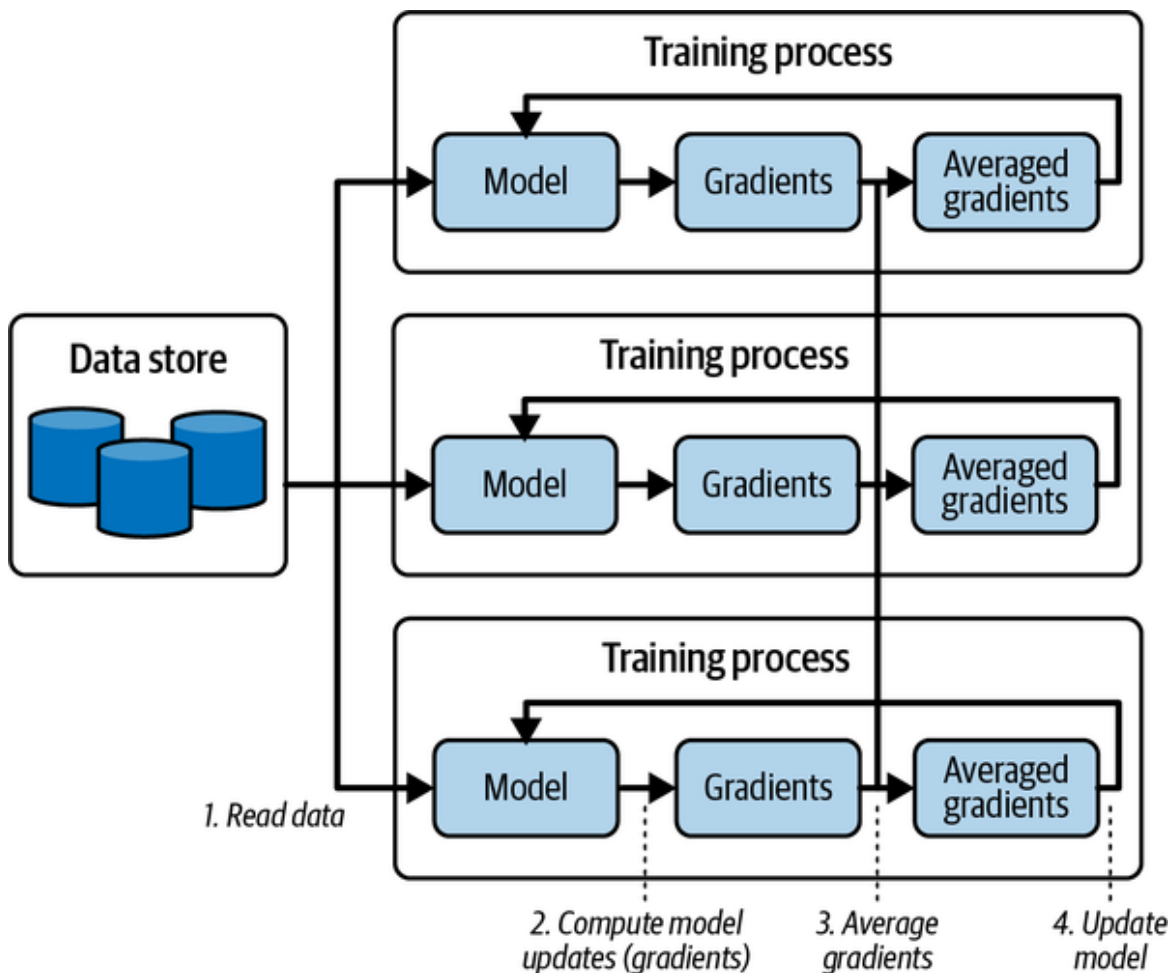 Training process
Model
Gradients
Averaged
gradients
Data store
Training process
Model
Gradients
Averaged
gradients
Training process
Model
Gradients
Averaged
gradients
1. Read data
2. Compute model
updates (gradients)
3. Average
gradients
4. Update
model